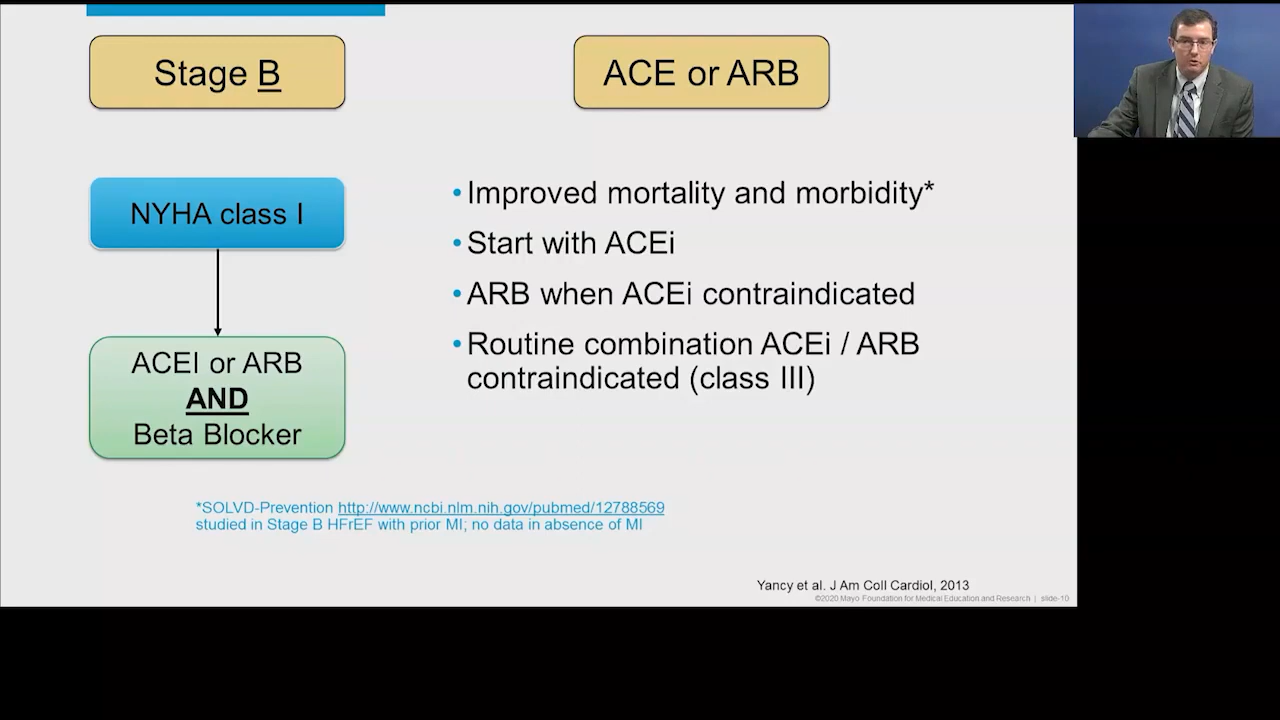 Stage B
ACE or ARB
NYHA class I
ACEI or ARB
AND
Beta Blocker
•Improved mortality and morbidity*
•Start with ACEi
•ARB when ACEi contraindicated
•Routine combination ACEi / ARB
contraindicated (class III)
*SOLVD-Prevention http://www.ncbi.nlm.nih.gov/pubmed/12788569
studied in Stage B HFrEF with prior MI; no data in absence of MI
Yancy et al. J Am Coll Cardiol, 2013
©2020 Mayo Foundation for Medical Education and Research | slide-10